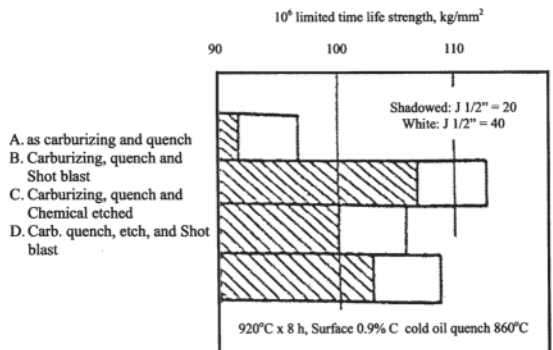 10⁶ limited time life strength, kg/mm²
90 100 110
Shadowed: J 1/2" = 20
White: J 1/2" = 40
A. as carburizing and quench
B. Carburizing, quench and
Shot blast
C. Carburizing, quench and
Chemical etched
D. Carb. quench, etch, and Shot
blast
920°C x 8 h, Surface 0.9% C cold oil quench 860°C